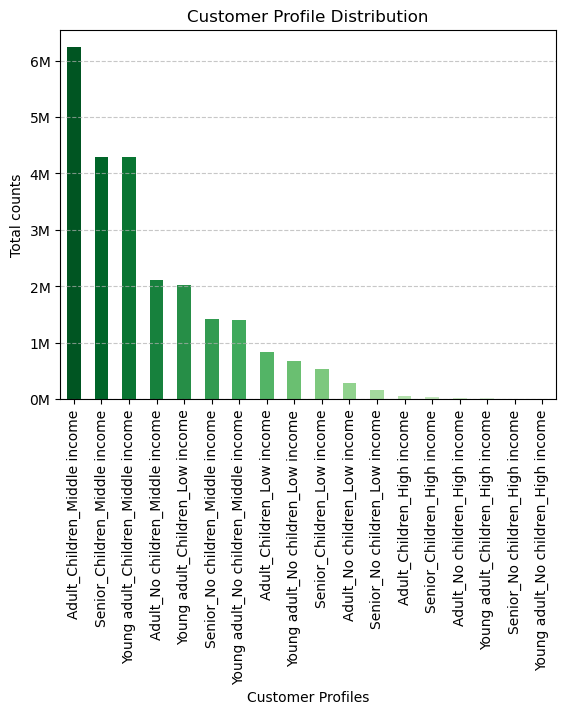 Customer Profile Distribution
Total counts
6M
5M
4M
3M
2M
1M
0M
Adult_Children_Middle income
Senior_Children_Middle income
Young adult_Children_Middle income
Adult_No children_Middle income
Young adult_Children_Low income
Senior_No children_Middle income
Young adult_No children_Middle income
Adult_Children_Low income
Young adult_No children_Low income
Senior_Children_Low income
Adult_No children_Low income
Senior_No children_Low income
Adult_Children_High income
Senior_Children_High income
Adult_No children_High income
Young adult_Children_High income
Senior_No children_High income
Young adult_No children_High income
Customer Profiles